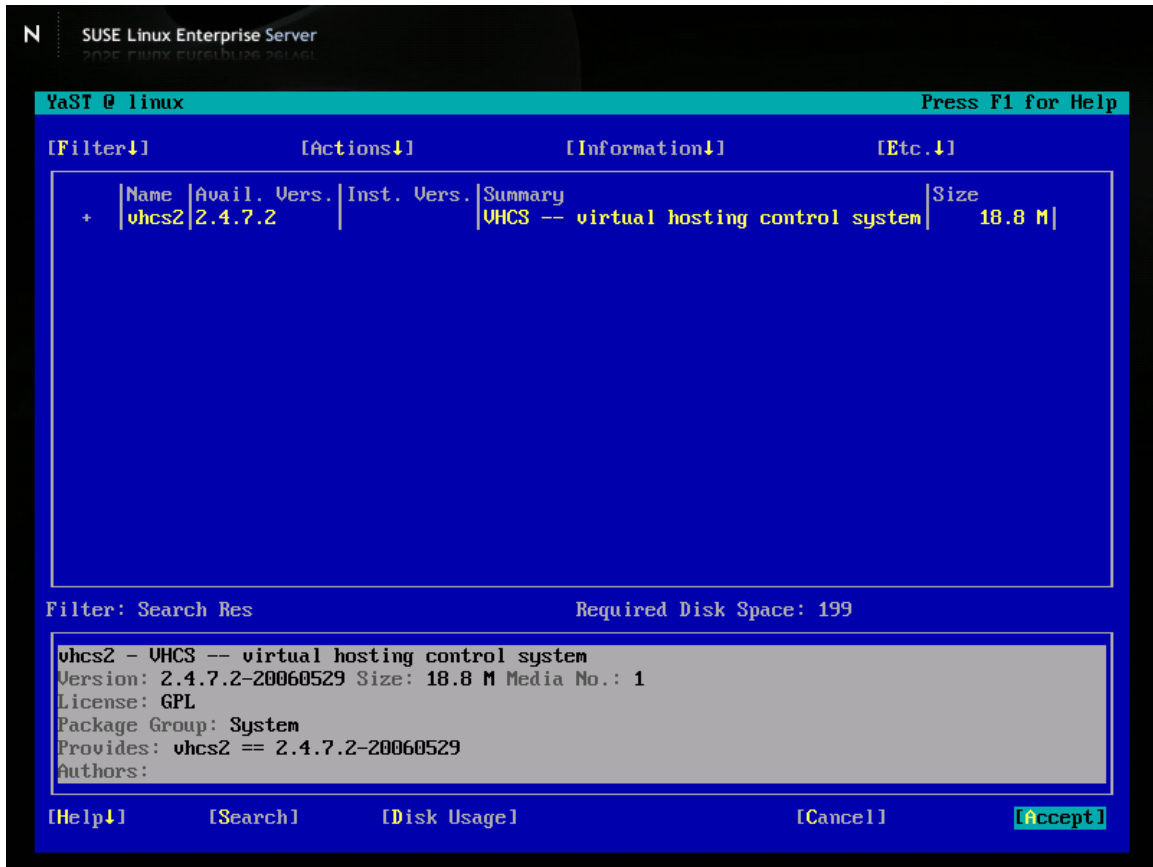 N SUSE Linux Enterprise Server
YaST @ linux Press F1 for Help
[Filter↓] [Actions↓] [Information↓] [Etc.↓]
|Name |Avail. Vers.|Inst. Vers.|Summary |Size
+ |vhcs2|2.4.7.2 | |VHCS -- virtual hosting control system| 18.8 M|
Filter: Search Res Required Disk Space: 199
vhcs2 - VHCS -- virtual hosting control system
Version: 2.4.7.2-20060529 Size: 18.8 M Media No.: 1
License: GPL
Package Group: System
Provides: vhcs2 == 2.4.7.2-20060529
Authors:
[Help↓] [Search] [Disk Usage] [Cancel] [Accept]